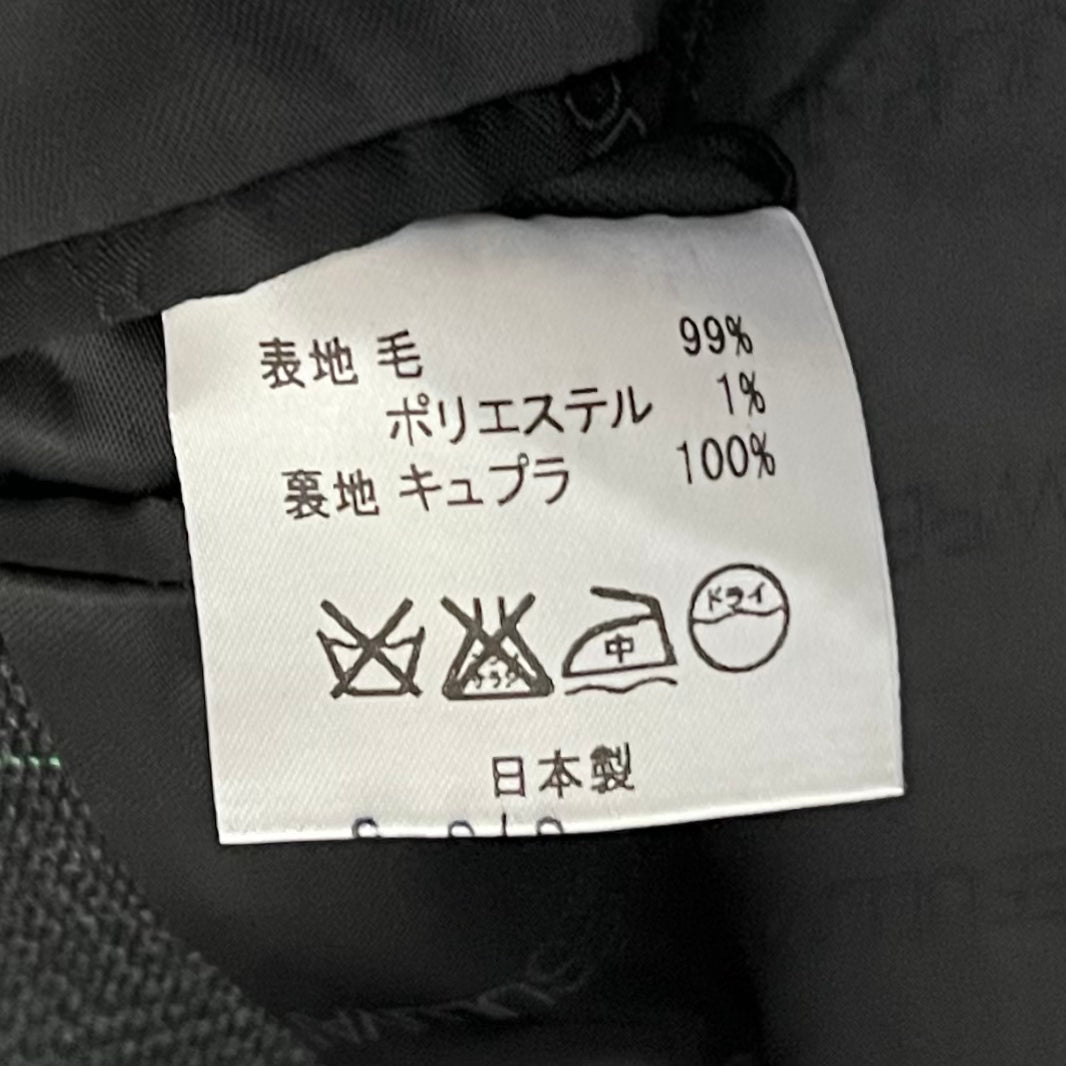 表地 毛 99%
ポリエステル 1%
裏地 キュプラ 100%
中
ドライ
日本製